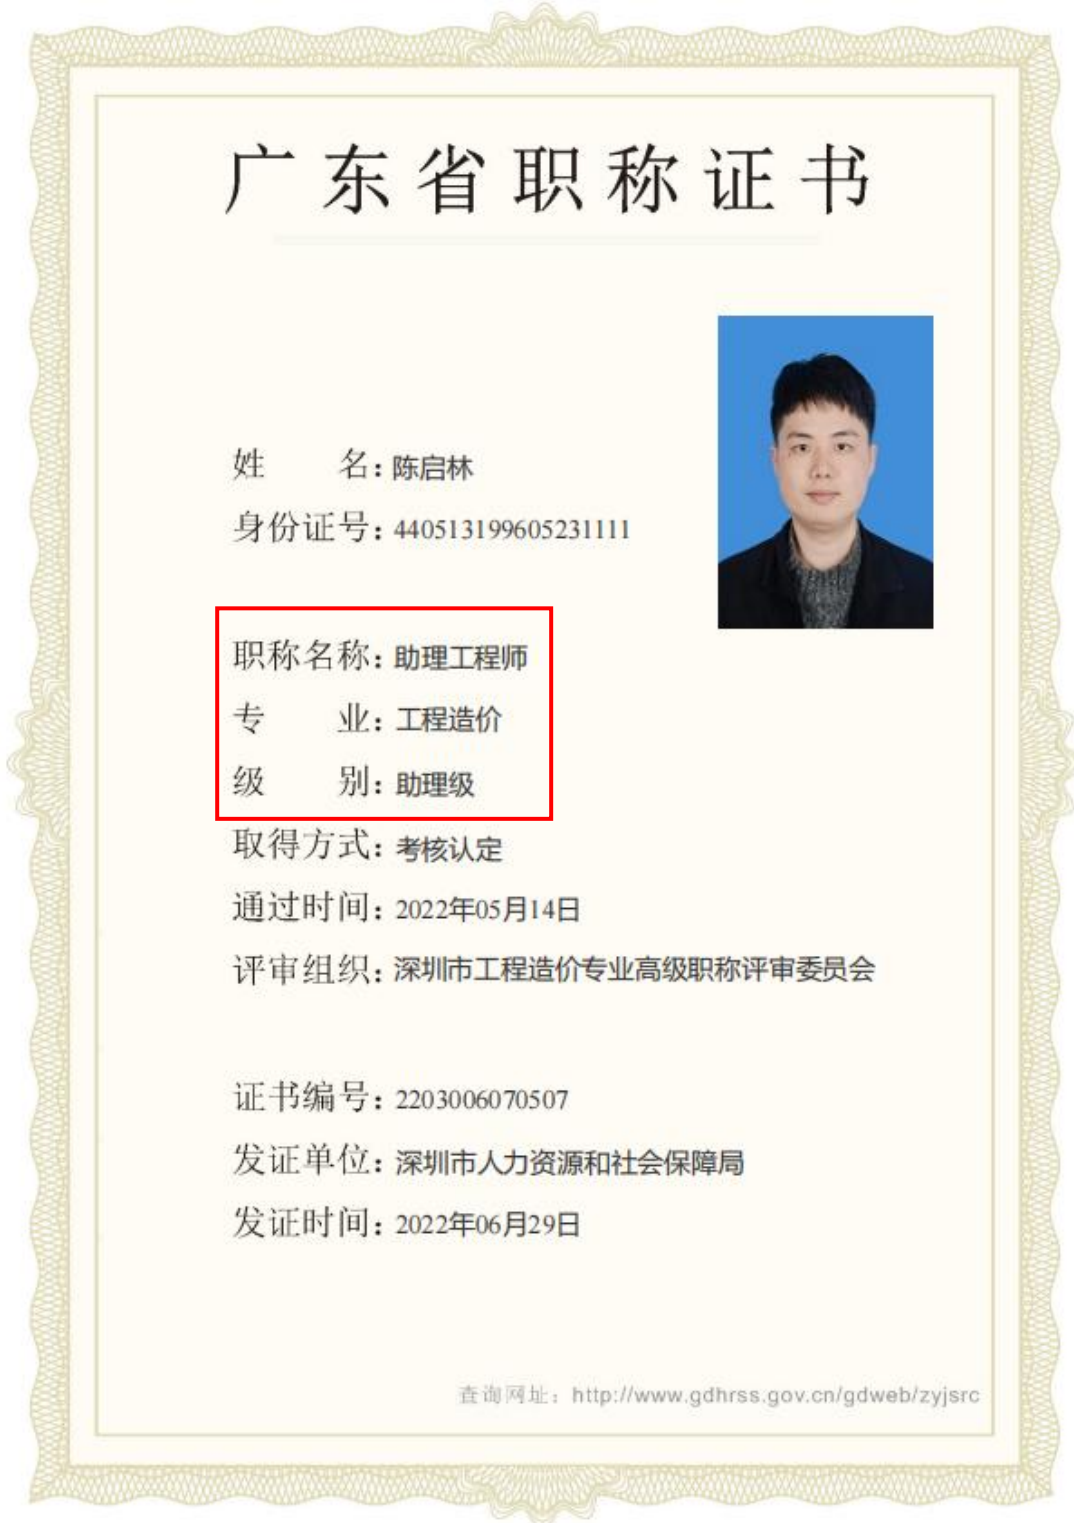 广东省职称证书
姓 名：陈启林
身份证号：440513199605231111
职称名称：助理工程师
专 业：工程造价
级 别：助理级
取得方式：考核认定
通过时间：2022年05月14日
评审组织：深圳市工程造价专业高级职称评审委员会
证书编号：2203006070507
发证单位：深圳市人力资源和社会保障局
发证时间：2022年06月29日
查询网址：http://www.gdhrss.gov.cn/gdweb/zyjsrc